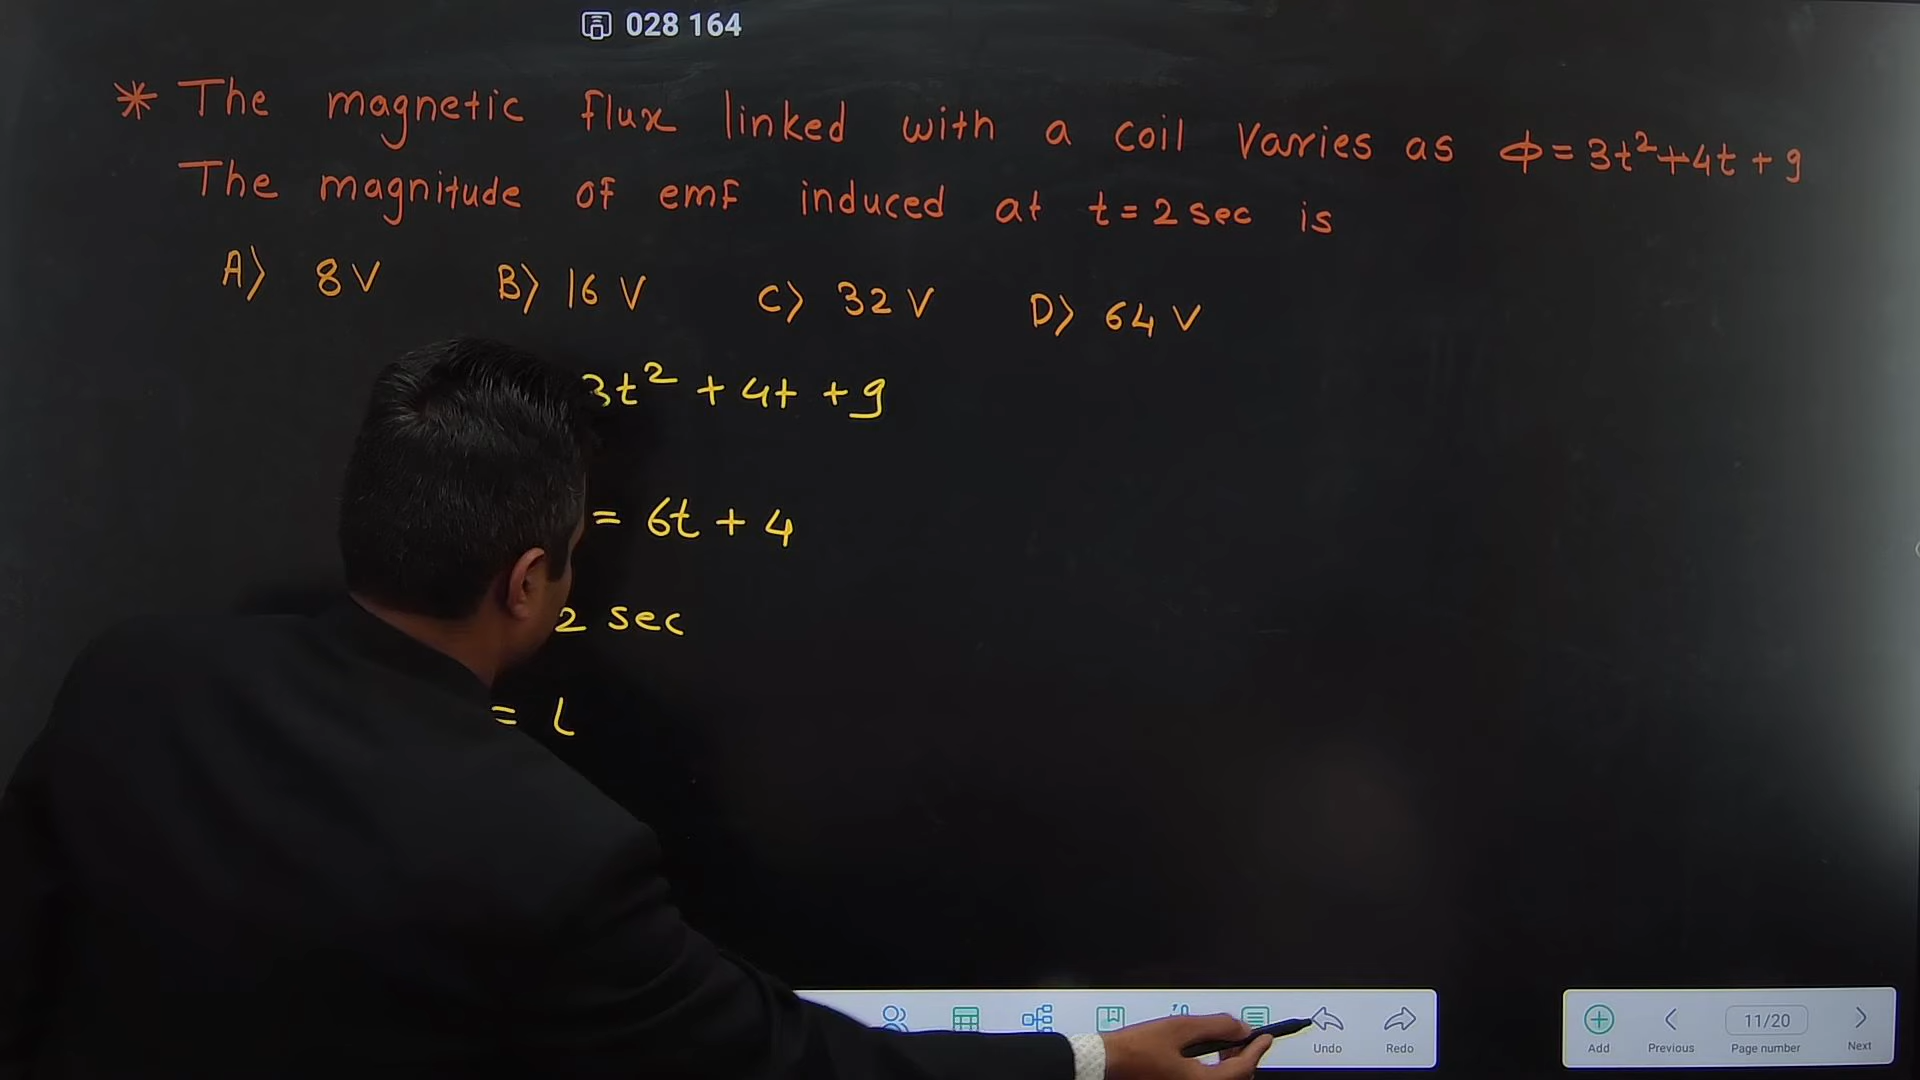 028 164
* The magnetic flux linked with a coil varies as ϕ = 3t² + 4t + 9
The magnitude of emf induced at t = 2 sec is
A) 8 V B) 16 V C) 32 V D) 64 V
3t² + 4t + 9
= 6t + 4
2 sec
=
Undo Redo Add Previous 11/20 Page number Next